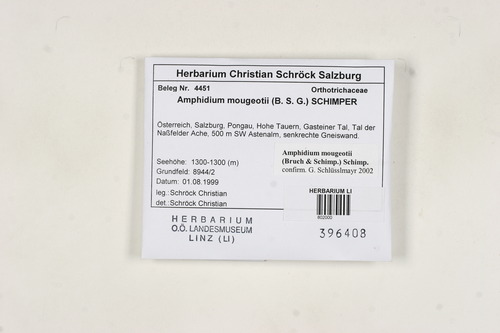 Herbarium Christian Schröck Salzburg
Beleg Nr. 4451 Orthotrichaceae
Amphidium mougeotii (B. S. G.) SCHIMPER
Österreich, Salzburg, Pongau, Hohe Tauern, Gasteiner Tal, Tal der
Naßfelder Ache, 500 m SW Astenalm, senkrechte Gneiswand.
Seehöhe: 1300-1300 (m)
Grundfeld: 8944/2
Datum: 01.08.1999
leg.: Schröck Christian
det.: Schröck Christian
Amphidium mougeotii
(Bruch & Schimp.) Schimp.
confirm. G. Schlüsslmayr 2002
HERBARIUM LI
HERBARIUM
O.Ö. LANDESMUSEUM
LINZ (LI)
396408